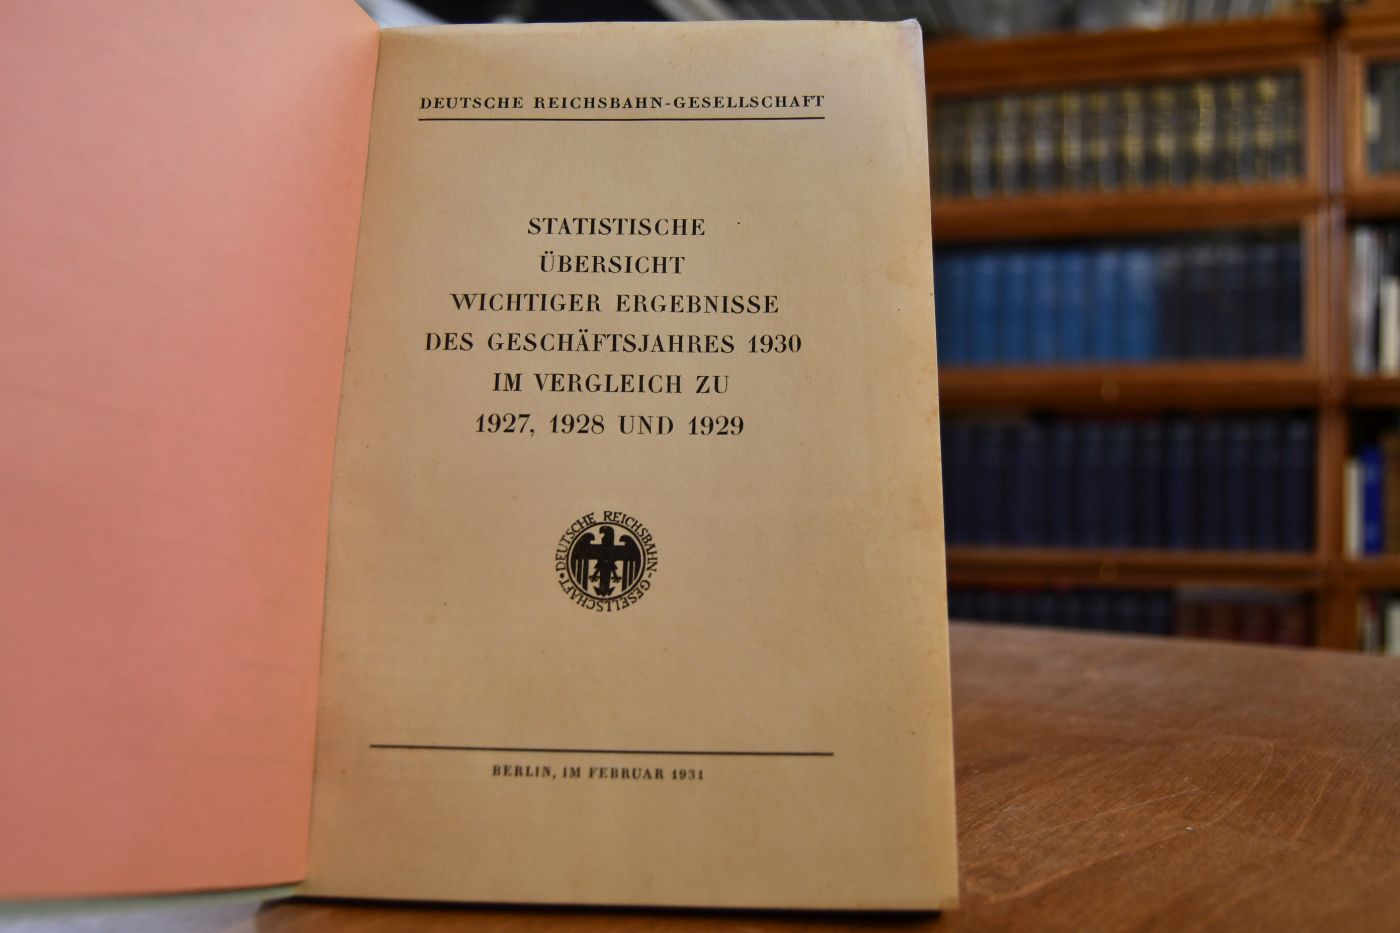 DEUTSCHE REICHSBAHN-GESELLSCHAFT
STATISTISCHE
ÜBERSICHT
WICHTIGER ERGEBNISSE
DES GESCHÄFTSJAHRES 1930
IM VERGLEICH ZU
1927, 1928 UND 1929
DEUTSCHE REICHSBAHN-GESELLSCHAFT
BERLIN, IM FEBRUAR 1931